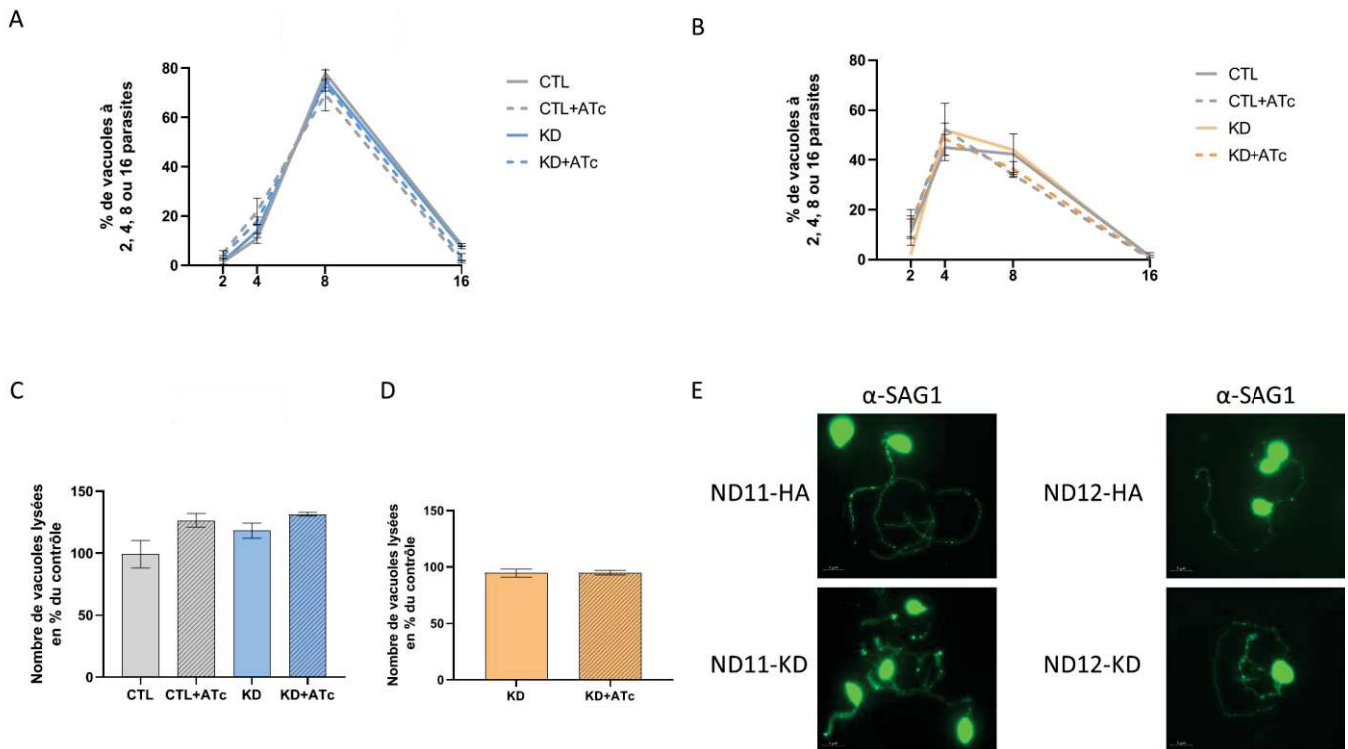 A
% de vacuoles à
2, 4, 8 ou 16 parasites
80
60
40
20
0
2 4 8 16
CTL
CTL+ATc
KD
KD+ATc
B
% de vacuoles à
2, 4, 8 ou 16 parasites
80
60
40
20
0
2 4 8 16
CTL
CTL+ATc
KD
KD+ATc
C
Nombre de vacuoles lysées
en % du contrôle
150
100
50
0
CTL CTL+ATc KD KD+ATc
D
Nombre de vacuoles lysées
en % du contrôle
150
100
50
0
KD KD+ATc
E
α-SAG1 α-SAG1
ND11-HA ND12-HA
ND11-KD ND12-KD